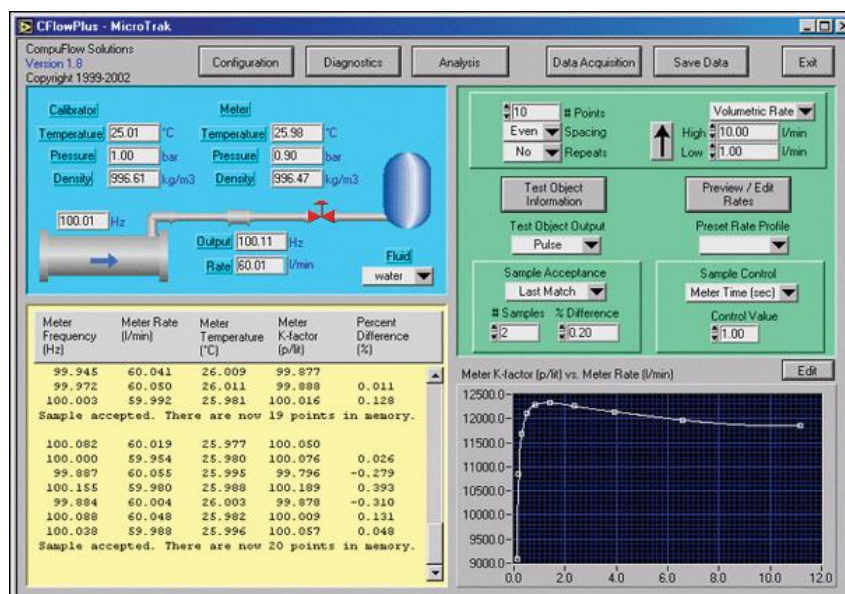 CFlowPlus - MicroTrak
CompuFlow Solutions
Version 1.8
Copyright 1999-2002
Configuration
Diagnostics
Analysis
Data Acquisition
Save Data
Exit
Calibrator
Temperature 25.01 °C
Pressure 1.00 bar
Density 996.61 kg/m3
Meter
Temperature 25.98 °C
Pressure 0.90 bar
Density 996.47 kg/m3
100.01 Hz
Output 100.11 Hz
Rate 60.01 l/min
Fluid
water
10 # Points
Even Spacing
No Repeats
Volumetric Rate
High 10.00 l/min
Low 1.00 l/min
Test Object Information
Preview / Edit Rates
Test Object Output
Pulse
Preset Rate Profile
Sample Acceptance
Last Match
# Samples % Difference
2 0.20
Sample Control
Meter Time (sec)
Control Value
1.00
Meter Frequency (Hz) Meter Rate (l/min) Meter Temperature (°C) Meter K-factor (p/lit) Percent Difference (%)
99.945 60.041 26.009 99.877
99.972 60.050 26.011 99.888 0.011
100.003 59.992 25.981 100.016 0.128
Sample accepted. There are now 19 points in memory.
100.082 60.019 25.977 100.050
100.000 59.954 25.980 100.076 0.026
99.887 60.055 25.995 99.796 -0.279
100.155 59.980 25.988 100.189 0.393
99.884 60.004 26.003 99.878 -0.310
100.088 60.048 25.982 100.009 0.131
100.038 59.988 25.996 100.057 0.048
Sample accepted. There are now 20 points in memory.
Meter K-factor (p/lit) vs. Meter Rate (l/min)
Edit
12500.0
12000.0
11500.0
11000.0
10500.0
10000.0
9500.0
9000.0
0.0 2.0 4.0 6.0 8.0 10.0 12.0